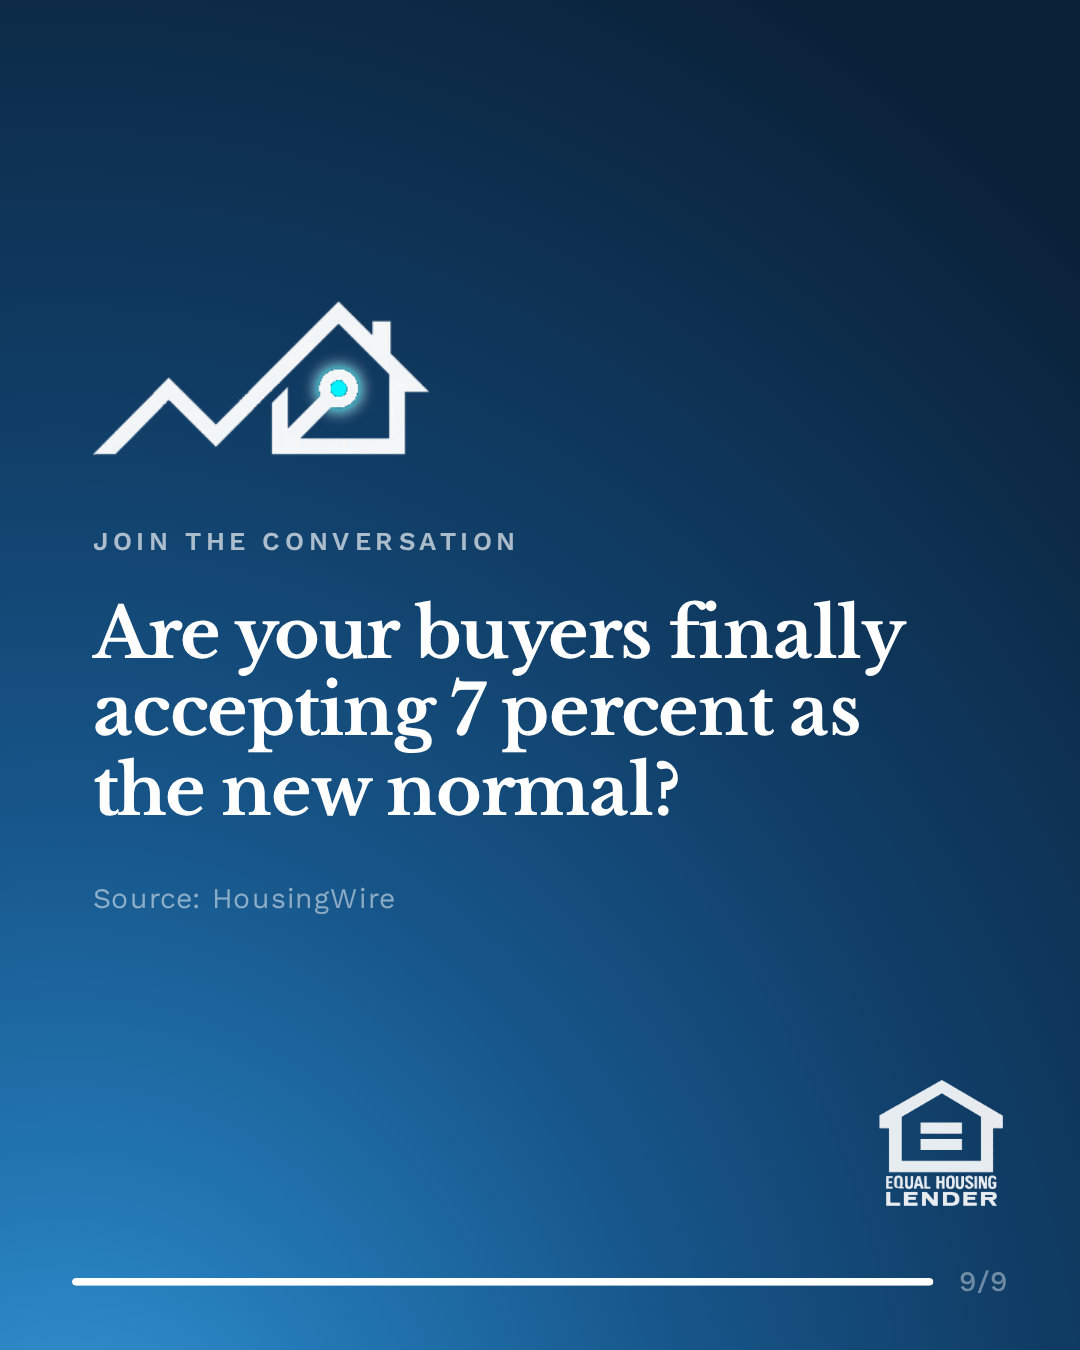 JOIN THE CONVERSATION
Are your buyers finally
accepting 7 percent as
the new normal?
Source: HousingWire
EQUAL HOUSING
LENDER
9/9